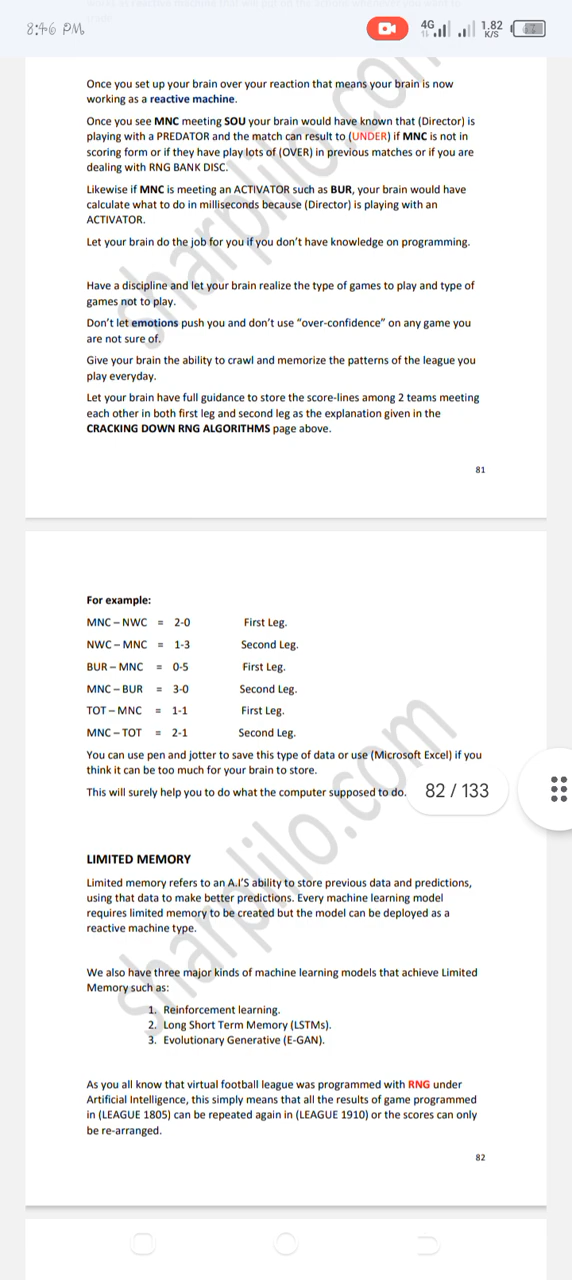 8:46 PM
4G
1.82
K/S
Once you set up your brain over your reaction that means your brain is now
working as a reactive machine.
Once you see MNC meeting SOU your brain would have known that (Director) is
playing with a PREDATOR and the match can result to (UNDER) if MNC is not in
scoring form or if they have play lots of (OVER) in previous matches or if you are
dealing with RNG BANK DISC.
Likewise if MNC is meeting an ACTIVATOR such as BUR, your brain would have
calculate what to do in milliseconds because (Director) is playing with an
ACTIVATOR.
Let your brain do the job for you if you don't have knowledge on programming.
Have a discipline and let your brain realize the type of games to play and type of
games not to play.
Don't let emotions push you and don't use "over-confidence" on any game you
are not sure of.
Give your brain the ability to crawl and memorize the patterns of the league you
play everyday.
Let your brain have full guidance to store the score-lines among 2 teams meeting
each other in both first leg and second leg as the explanation given in the
CRACKING DOWN RNG ALGORITHMS page above.
81
sharplilo.com
For example:
MNC – NWC = 2-0 First Leg.
NWC – MNC = 1-3 Second Leg.
BUR – MNC = 0-5 First Leg.
MNC – BUR = 3-0 Second Leg.
TOT – MNC = 1-1 First Leg.
MNC – TOT = 2-1 Second Leg.
You can use pen and jotter to save this type of data or use (Microsoft Excel) if you
think it can be too much for your brain to store.
This will surely help you to do what the computer supposed to do.
82 / 133
LIMITED MEMORY
Limited memory refers to an A.I'S ability to store previous data and predictions,
using that data to make better predictions. Every machine learning model
requires limited memory to be created but the model can be deployed as a
reactive machine type.
We also have three major kinds of machine learning models that achieve Limited
Memory such as:
1. Reinforcement learning.
2. Long Short Term Memory (LSTMs).
3. Evolutionary Generative (E-GAN).
As you all know that virtual football league was programmed with RNG under
Artificial Intelligence, this simply means that all the results of game programmed
in (LEAGUE 1805) can be repeated again in (LEAGUE 1910) or the scores can only
be re-arranged.
82
sharplilo.com